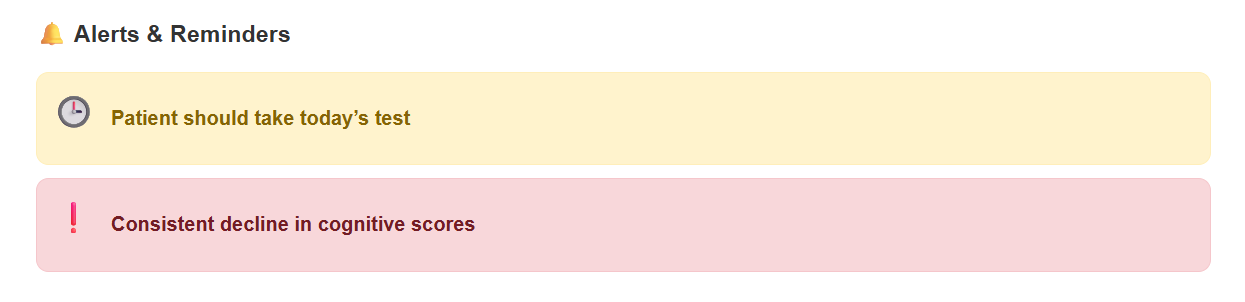 Alerts & Reminders
Patient should take today’s test
Consistent decline in cognitive scores